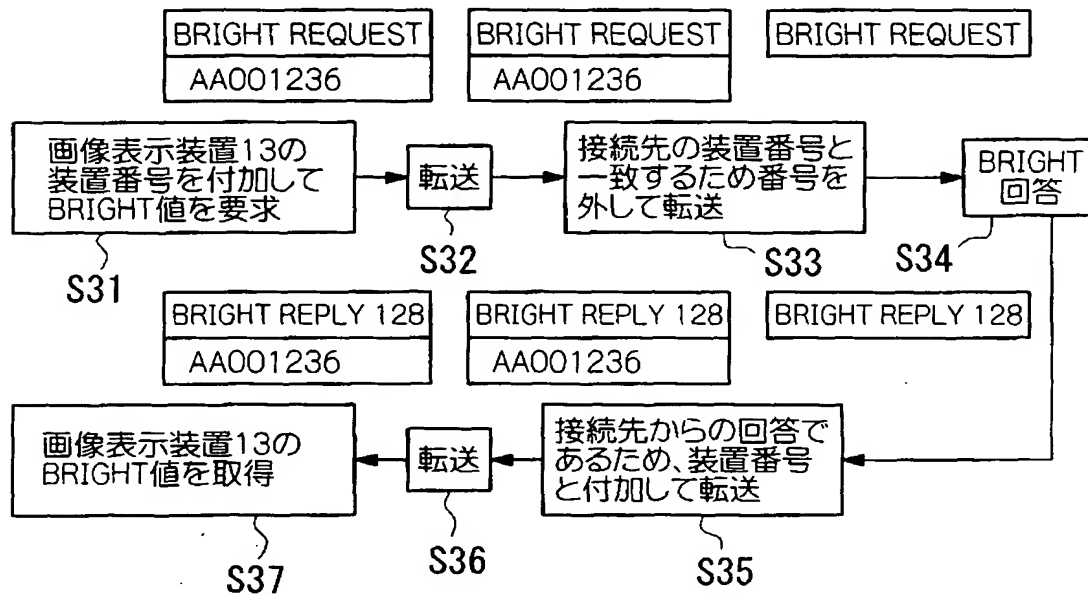 BRIGHT REQUEST
AA001236
BRIGHT REQUEST
AA001236
BRIGHT REQUEST
画像表示装置13の
装置番号を付加して
BRIGHT値を要求
転送
接続先の装置番号と
一致するため番号を
外して転送
BRIGHT
回答
S31
S32
S33
S34
BRIGHT REPLY 128
AA001236
BRIGHT REPLY 128
AA001236
BRIGHT REPLY 128
画像表示装置13の
BRIGHT値を取得
転送
接続先からの回答で
あるため、装置番号
と付加して転送
S37
S36
S35